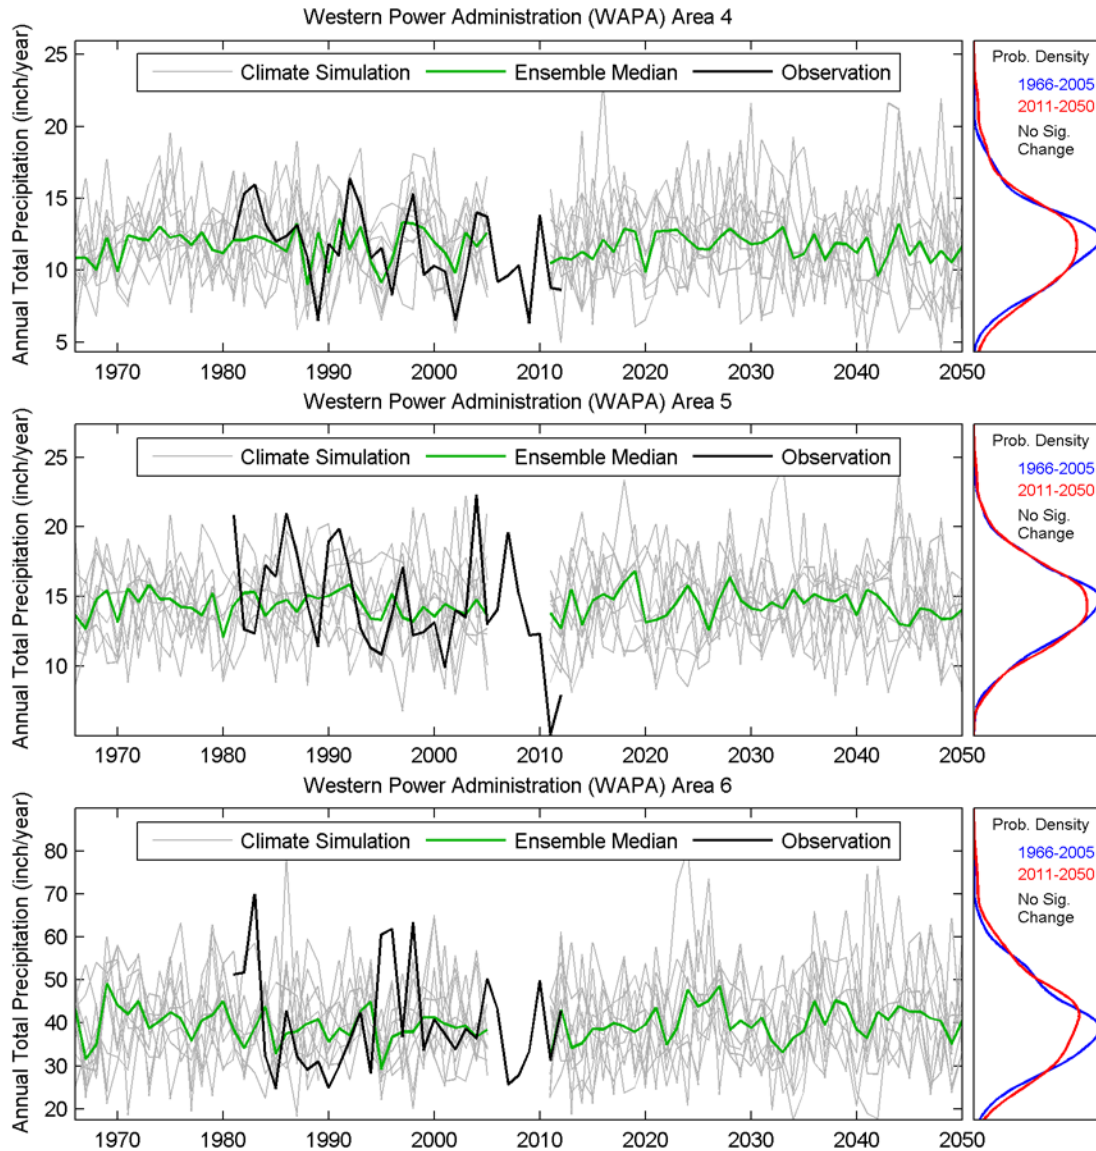 Western Power Administration (WAPA) Area 4
Annual Total Precipitation (inch/year)
25
20
15
10
5
Climate Simulation
Ensemble Median
Observation
1970
1980
1990
2000
2010
2020
2030
2040
2050
Prob. Density
1966-2005
2011-2050
No Sig.
Change
Western Power Administration (WAPA) Area 5
Annual Total Precipitation (inch/year)
25
20
15
10
Climate Simulation
Ensemble Median
Observation
1970
1980
1990
2000
2010
2020
2030
2040
2050
Prob. Density
1966-2005
2011-2050
No Sig.
Change
Western Power Administration (WAPA) Area 6
Annual Total Precipitation (inch/year)
80
70
60
50
40
30
20
Climate Simulation
Ensemble Median
Observation
1970
1980
1990
2000
2010
2020
2030
2040
2050
Prob. Density
1966-2005
2011-2050
No Sig.
Change